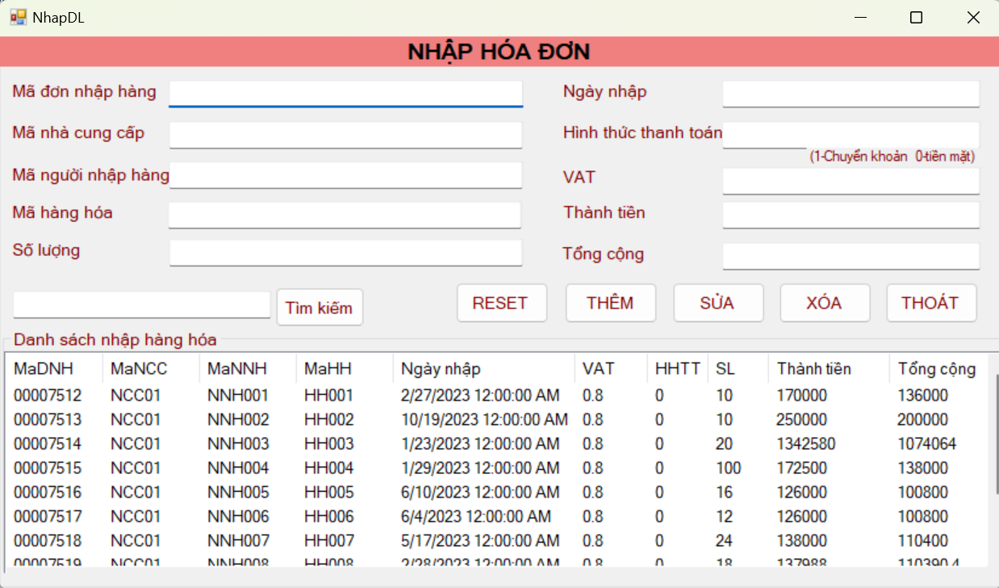 NhapDL
NHẬP HÓA ĐƠN
Mã đơn nhập hàng
Ngày nhập
Mã nhà cung cấp
Hình thức thanh toán
(1-Chuyển khoản 0-tiền mặt)
Mã người nhập hàng
VAT
Mã hàng hóa
Thành tiền
Số lượng
Tổng cộng
Tìm kiếm
RESET
THÊM
SỬA
XÓA
THOÁT
Danh sách nhập hàng hóa
MaDNH MaNCC MaNNH MaHH Ngày nhập VAT HHTT SL Thành tiền Tổng cộng
00007512 NCC01 NNH001 HH001 2/27/2023 12:00:00 AM 0.8 0 10 170000 136000
00007513 NCC01 NNH002 HH002 10/19/2023 12:00:00 AM 0.8 0 10 250000 200000
00007514 NCC01 NNH003 HH003 1/23/2023 12:00:00 AM 0.8 0 20 1342580 1074064
00007515 NCC01 NNH004 HH004 1/29/2023 12:00:00 AM 0.8 0 100 172500 138000
00007516 NCC01 NNH005 HH005 6/10/2023 12:00:00 AM 0.8 0 16 126000 100800
00007517 NCC01 NNH006 HH006 6/4/2023 12:00:00 AM 0.8 0 12 126000 100800
00007518 NCC01 NNH007 HH007 5/17/2023 12:00:00 AM 0.8 0 24 138000 110400
00007519 NCC01 NNH008 HH008 2/28/2023 12:00:00 AM 0.8 0 18 137988 110390.4